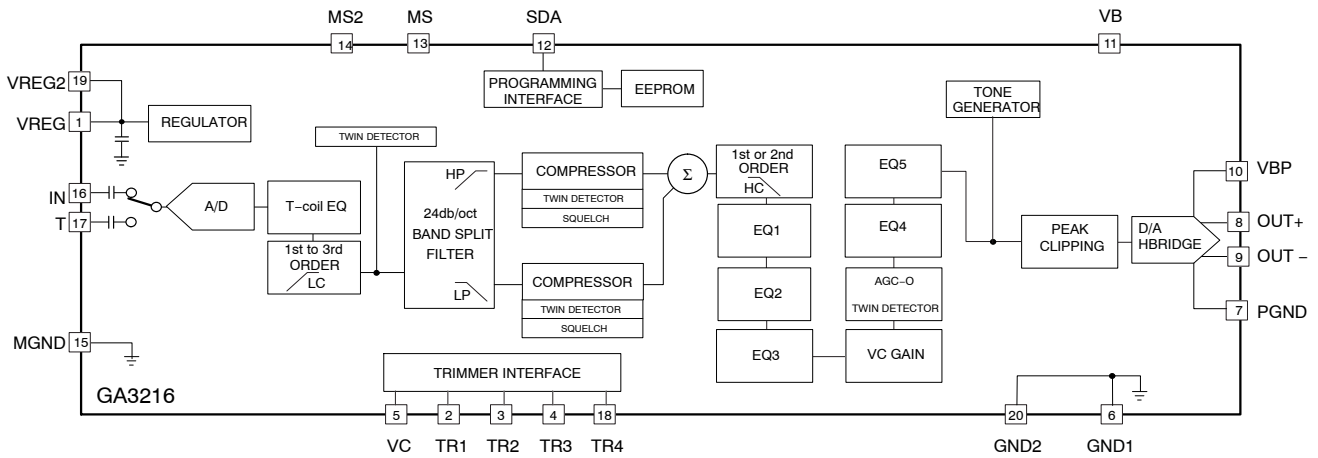 MS2
MS
SDA
VB
14
13
12
11
VREG2
19
VREG
1
REGULATOR
PROGRAMMING
INTERFACE
EEPROM
TONE
GENERATOR
TWIN DETECTOR
IN
16
T
17
A/D
T–coil EQ
1st to 3rd
ORDER
LC
HP
24db/oct
BAND SPLIT
FILTER
LP
COMPRESSOR
TWIN DETECTOR
SQUELCH
COMPRESSOR
TWIN DETECTOR
SQUELCH
Σ
1st or 2nd
ORDER
HC
EQ1
EQ2
EQ3
EQ5
EQ4
AGC–O
TWIN DETECTOR
VC GAIN
PEAK
CLIPPING
D/A
HBRIDGE
10
VBP
8
OUT+
9
OUT –
7
PGND
MGND
15
GA3216
TRIMMER INTERFACE
5
2
3
4
18
20
6
VC
TR1
TR2
TR3
TR4
GND2
GND1